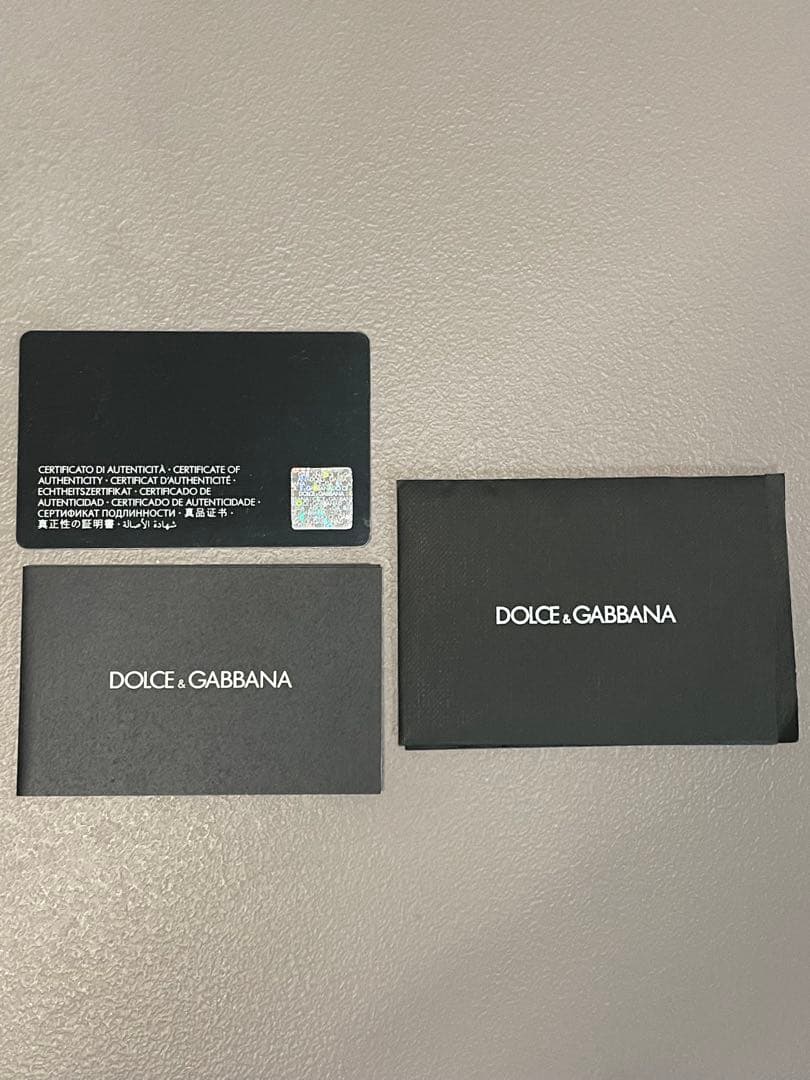 CERTIFICATO DI AUTENTICITÀ · CERTIFICATE OF
AUTHENTICITY · CERTIFICAT D'AUTHENTICITÉ ·
ECHTHEITSZERTIFIKAT · CERTIFICADO DE
AUTENTICIDAD · CERTIFICADO DE AUTENTICIDADE ·
СЕРТИФИКАТ ПОДЛИННОСТИ · 真品证书 ·
真正性の証明書 · شهادة الأصالة
DOLCE&GABBANA
DOLCE & GABBANA
DOLCE & GABBANA